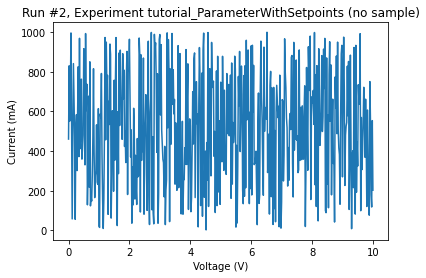 Run #2, Experiment tutorial_ParameterWithSetpoints (no sample)
1000
800
600
400
200
0
Current (mA)
0 2 4 6 8 10
Voltage (V)